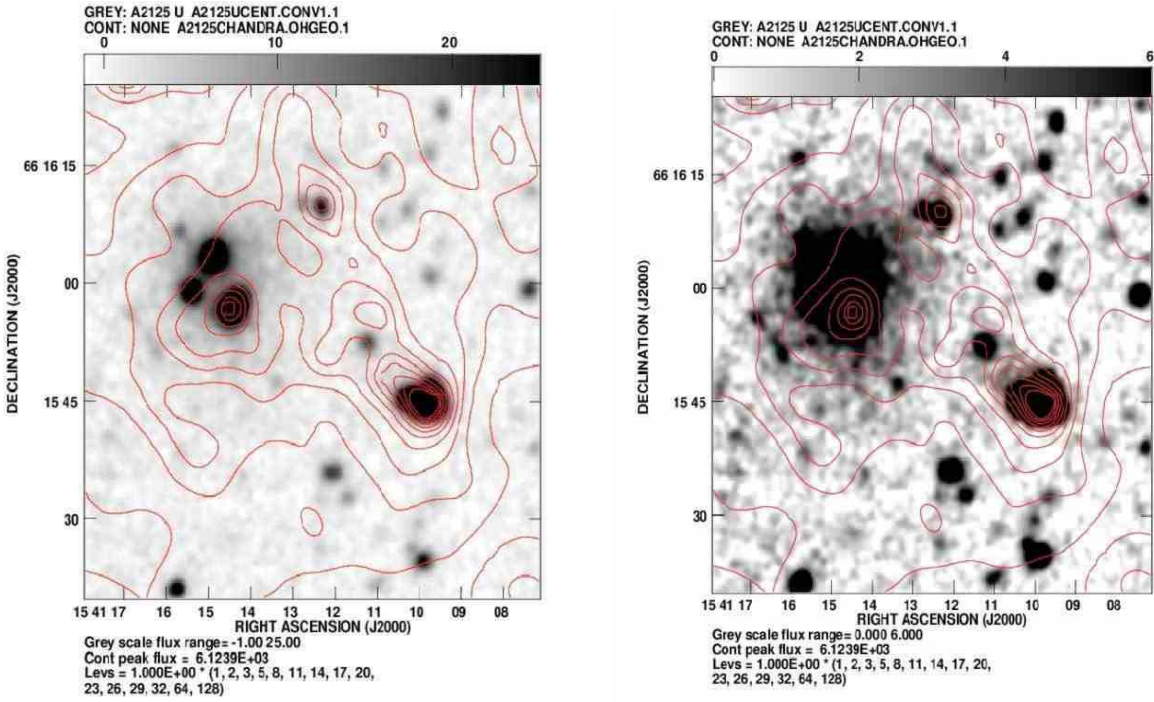 GREY: A2125 U A2125UCENT.CONV1.1
CONT: NONE A2125CHANDRA.OHGEO.1
0 10 20
66 16 15
00
15 45
30
DECLINATION (J2000)
15 41 17 16 15 14 13 12 11 10 09 08
RIGHT ASCENSION (J2000)
Grey scale flux range= -1.00 25.00
Cont peak flux = 6.1239E+03
Levs = 1.000E+00 * (1, 2, 3, 5, 8, 11, 14, 17, 20,
23, 26, 29, 32, 64, 128)
GREY: A2125 U A2125UCENT.CONV1.1
CONT: NONE A2125CHANDRA.OHGEO.1
0 2 4 6
66 16 15
00
15 45
30
DECLINATION (J2000)
15 41 17 16 15 14 13 12 11 10 09 08
RIGHT ASCENSION (J2000)
Grey scale flux range= 0.000 6.000
Cont peak flux = 6.1239E+03
Levs = 1.000E+00 * (1, 2, 3, 5, 8, 11, 14, 17, 20,
23, 26, 29, 32, 64, 128)